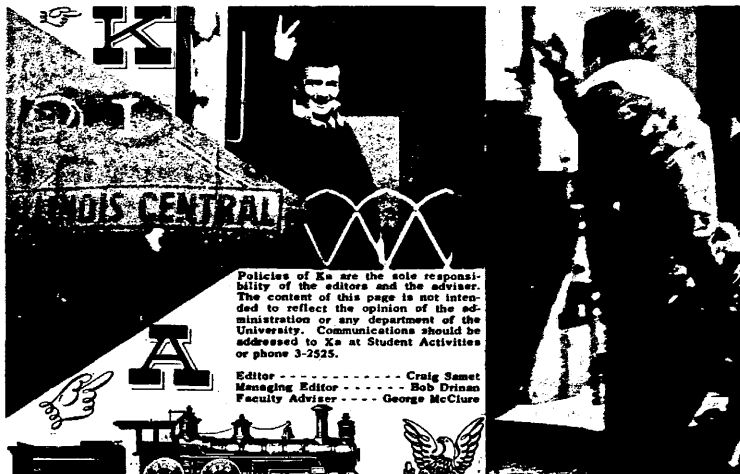 K
ILLINOIS CENTRAL
Policies of Ka are the sole responsi-
bility of the editors and the adviser.
The content of this page is not inten-
ded to reflect the opinion of the ad-
ministration or any department of the
University. Communications should be
addressed to Ka at Student Activities
or phone 3-2525.
A
Editor - - - - - - - - - - - - Craig Samet
Managing Editor - - - - - - Bob Drinan
Faculty Adviser - - - - George McClure